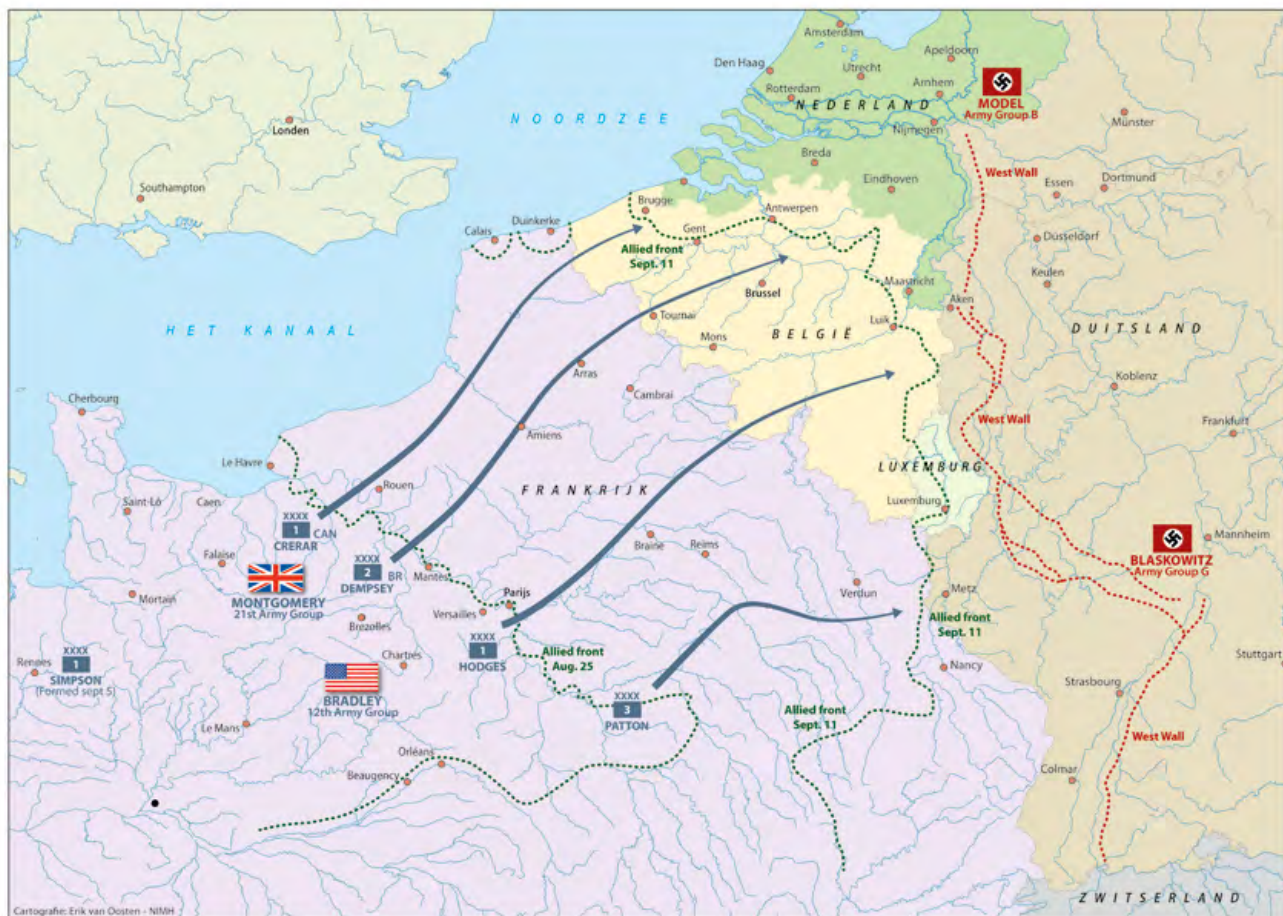 Amsterdam
Apeldoorn
Den Haag
Utrecht
Arnhem
Rotterdam
NEDERLAND
MODEL
Army Group B
Nijmegen
Münster
NOORDZEE
Londen
Breda
West Wall
Southampton
Eindhoven
Essen
Dortmund
Brugge
Antwerpen
Duinkerke
Calais
Gent
Allied front
Sept. 11
Düsseldorf
Maastricht
Keulen
Brussel
Aken
Tournai
Luik
HET KANAAL
BELGIË
DUITSLAND
Mons
Arras
Cambrai
Koblenz
Cherbourg
Amiens
West Wall
Frankfurt
Le Havre
LUXEMBURG
Rouen
FRANKRIJK
Saint-Lô
Caen
Luxemburg
XXXX
1
CAN
CRERAR
Braine
Reims
Mannheim
Falaise
XXXX
2
BR
DEMPSEY
Mantes
BLASKOWITZ
Army Group G
MONTGOMERY
21st Army Group
Mortain
Parijs
Versailles
Verdun
Metz
Brezolles
Allied front
Sept. 11
XXXX
1
HODGES
Allied front
Aug. 25
Chartres
Rennes
XXXX
1
SIMPSON
(Formed sept 5)
Nancy
Stuttgart
BRADLEY
12th Army Group
XXXX
3
PATTON
Strasbourg
Le Mans
Allied front
Sept. 11
West Wall
Orléans
Beaugency
Colmar
ZWITSERLAND
Cartografie: Erik van Oosten - NIMH